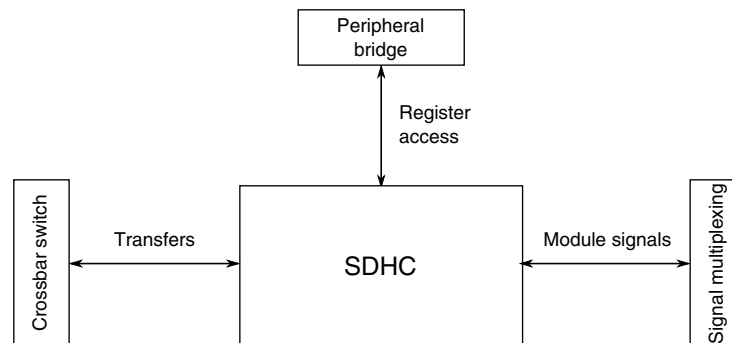 Peripheral
bridge
Register
access
Crossbar switch
Transfers
SDHC
Module signals
Signal multiplexing